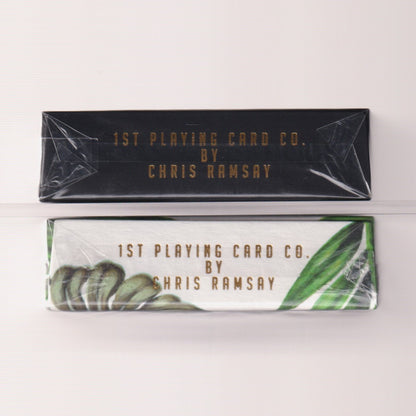 1ST PLAYING CARD CO.
BY
CHRIS RAMSAY
1ST PLAYING CARD CO.
BY
CHRIS RAMSAY